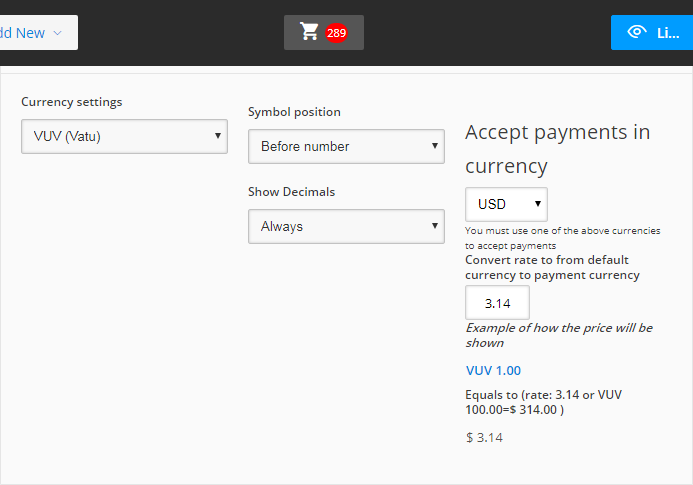 dd New
289
Li...
Currency settings
VUV (Vatu)
Symbol position
Before number
Show Decimals
Always
Accept payments in
currency
USD
You must use one of the above currencies
to accept payments
Convert rate to from default
currency to payment currency
3.14
Example of how the price will be
shown
VUV 1.00
Equals to (rate: 3.14 or VUV
100.00=$ 314.00 )
$ 3.14